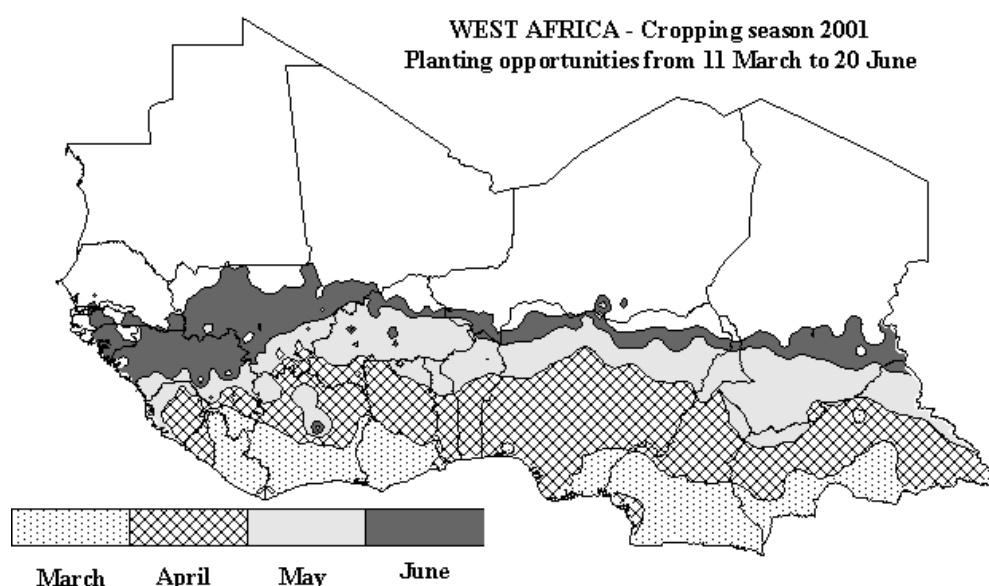 WEST AFRICA - Cropping season 2001
Planting opportunities from 11 March to 20 June
March April May June